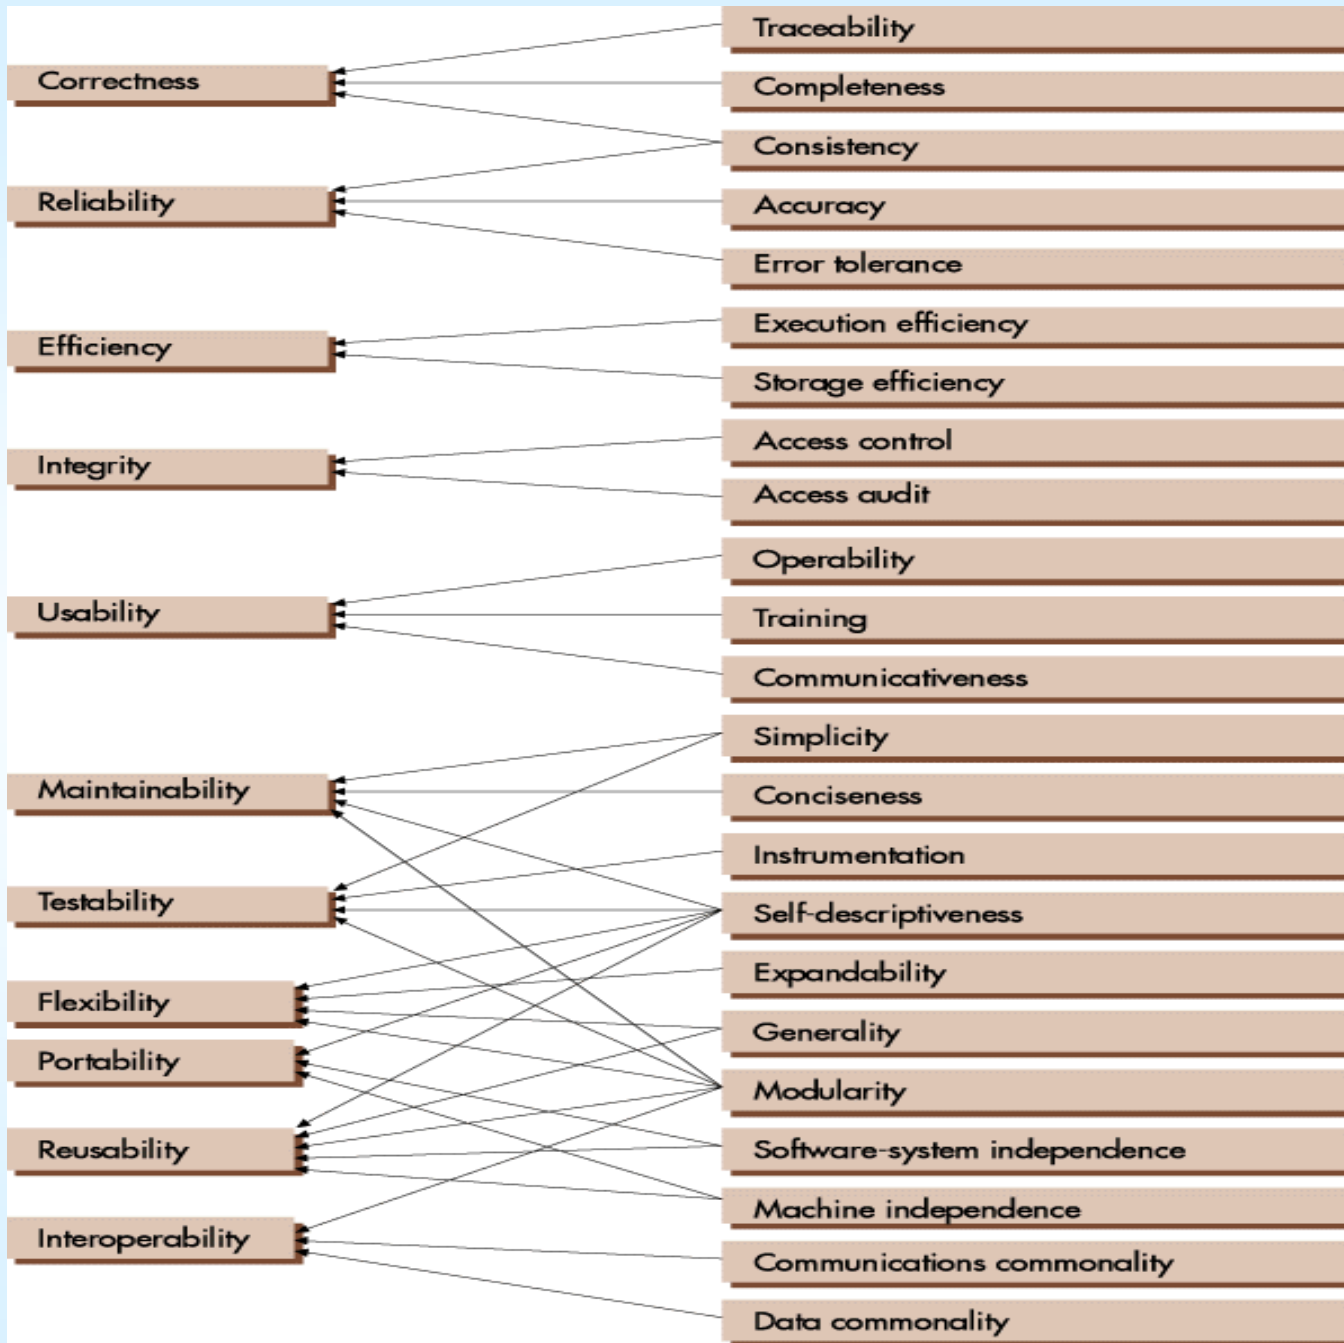 Correctness
Reliability
Efficiency
Integrity
Usability
Maintainability
Testability
Flexibility
Portability
Reusability
Interoperability
Traceability
Completeness
Consistency
Accuracy
Error tolerance
Execution efficiency
Storage efficiency
Access control
Access audit
Operability
Training
Communicativeness
Simplicity
Conciseness
Instrumentation
Self-descriptiveness
Expandability
Generality
Modularity
Software-system independence
Machine independence
Communications commonality
Data commonality